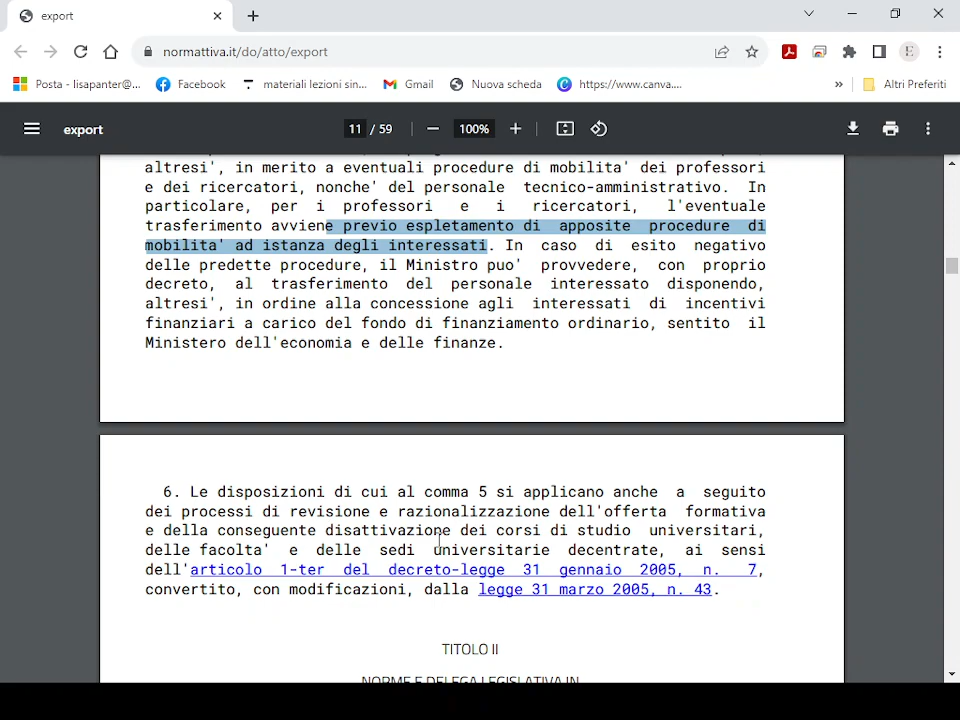 export
normattiva.it/do/atto/export
E
Posta - lisapanter@...
Facebook
materiali lezioni sin...
Gmail
Nuova scheda
https://www.canva....
»
Altri Preferiti
export
11 / 59
100%
altresi', in merito a eventuali procedure di mobilita' dei professori
e dei ricercatori, nonche' del personale tecnico-amministrativo. In
particolare, per i professori e i ricercatori, l'eventuale
trasferimento avviene previo espletamento di apposite procedure di
mobilita' ad istanza degli interessati. In caso di esito negativo
delle predette procedure, il Ministro puo' provvedere, con proprio
decreto, al trasferimento del personale interessato disponendo,
altresi', in ordine alla concessione agli interessati di incentivi
finanziari a carico del fondo di finanziamento ordinario, sentito il
Ministero dell'economia e delle finanze.
6. Le disposizioni di cui al comma 5 si applicano anche a seguito
dei processi di revisione e razionalizzazione dell'offerta formativa
e della conseguente disattivazione dei corsi di studio universitari,
delle facolta' e delle sedi universitarie decentrate, ai sensi
dell'articolo 1-ter del decreto-legge 31 gennaio 2005, n. 7,
convertito, con modificazioni, dalla legge 31 marzo 2005, n. 43.
TITOLO II
NORME E DELEGA LEGISLATIVA IN